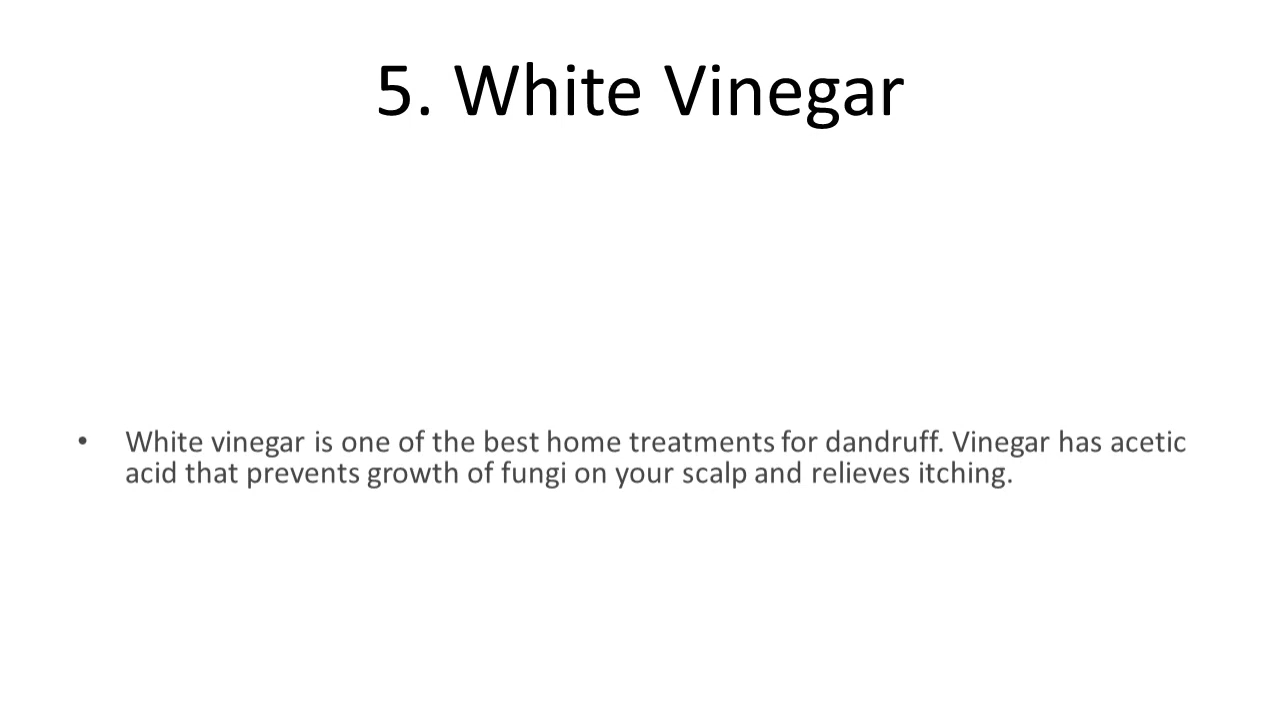 5. White Vinegar
• White vinegar is one of the best home treatments for dandruff. Vinegar has acetic
acid that prevents growth of fungi on your scalp and relieves itching.